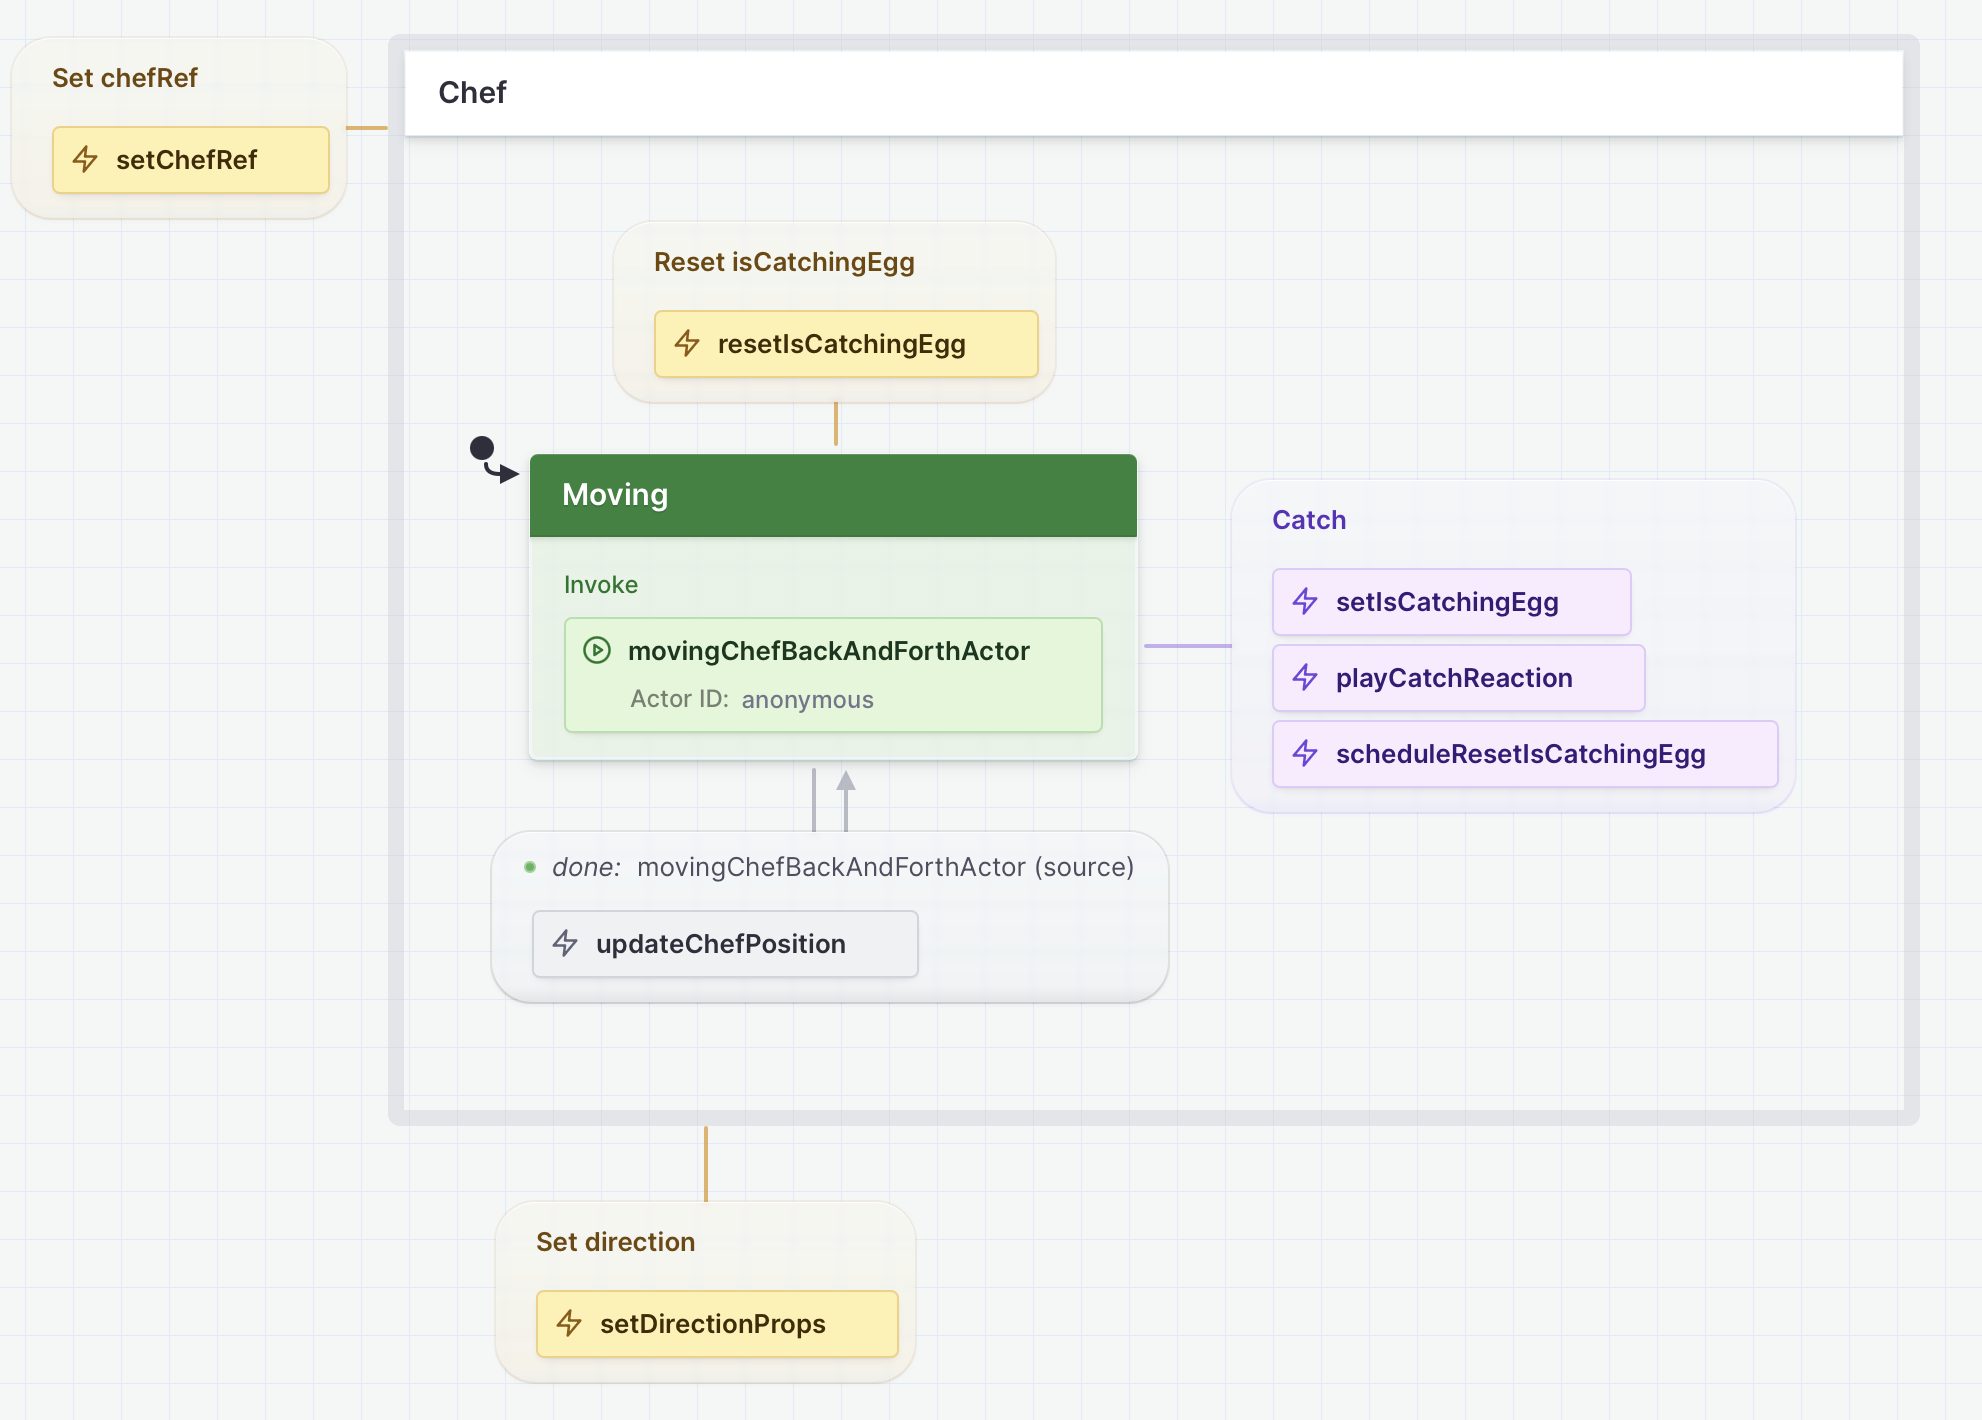 Set chefRef
setChefRef
Chef
Reset isCatchingEgg
resetIsCatchingEgg
Moving
Invoke
movingChefBackAndForthActor
Actor ID: anonymous
Catch
setIsCatchingEgg
playCatchReaction
scheduleResetIsCatchingEgg
done: movingChefBackAndForthActor (source)
updateChefPosition
Set direction
setDirectionProps